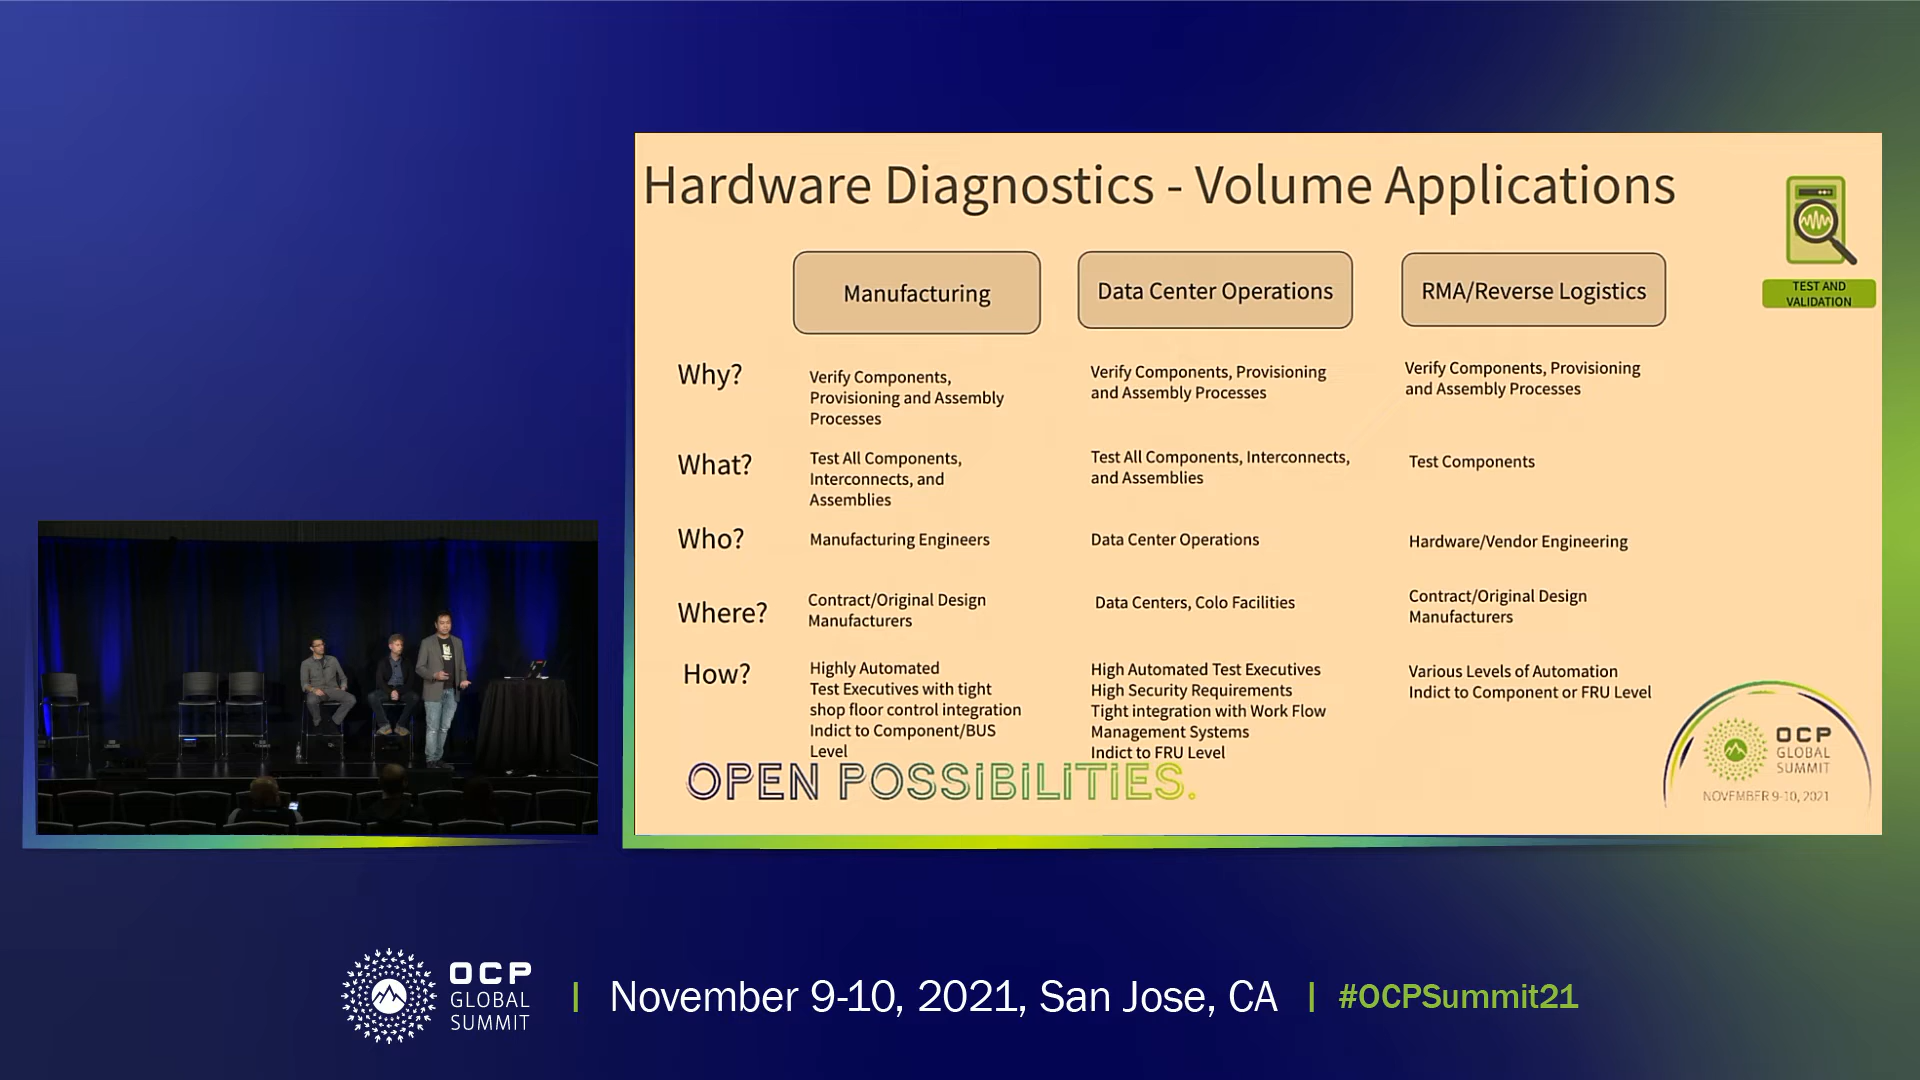 Hardware Diagnostics - Volume Applications
TEST AND
VALIDATION
Manufacturing
Data Center Operations
RMA/Reverse Logistics
Why?
Verify Components,
Provisioning and Assembly
Processes
Verify Components, Provisioning
and Assembly Processes
Verify Components, Provisioning
and Assembly Processes
What?
Test All Components,
Interconnects, and
Assemblies
Test All Components, Interconnects,
and Assemblies
Test Components
Who?
Manufacturing Engineers
Data Center Operations
Hardware/Vendor Engineering
Where?
Contract/Original Design
Manufacturers
Data Centers, Colo Facilities
Contract/Original Design
Manufacturers
How?
Highly Automated
Test Executives with tight
shop floor control integration
Indict to Component/BUS
Level
High Automated Test Executives
High Security Requirements
Tight integration with Work Flow
Management Systems
Indict to FRU Level
Various Levels of Automation
Indict to Component or FRU Level
OPEN POSSIBILITIES.
OCP
GLOBAL
SUMMIT
NOVEMBER 9-10, 2021
OCP
GLOBAL
SUMMIT
November 9-10, 2021, San Jose, CA
#OCPSummit21